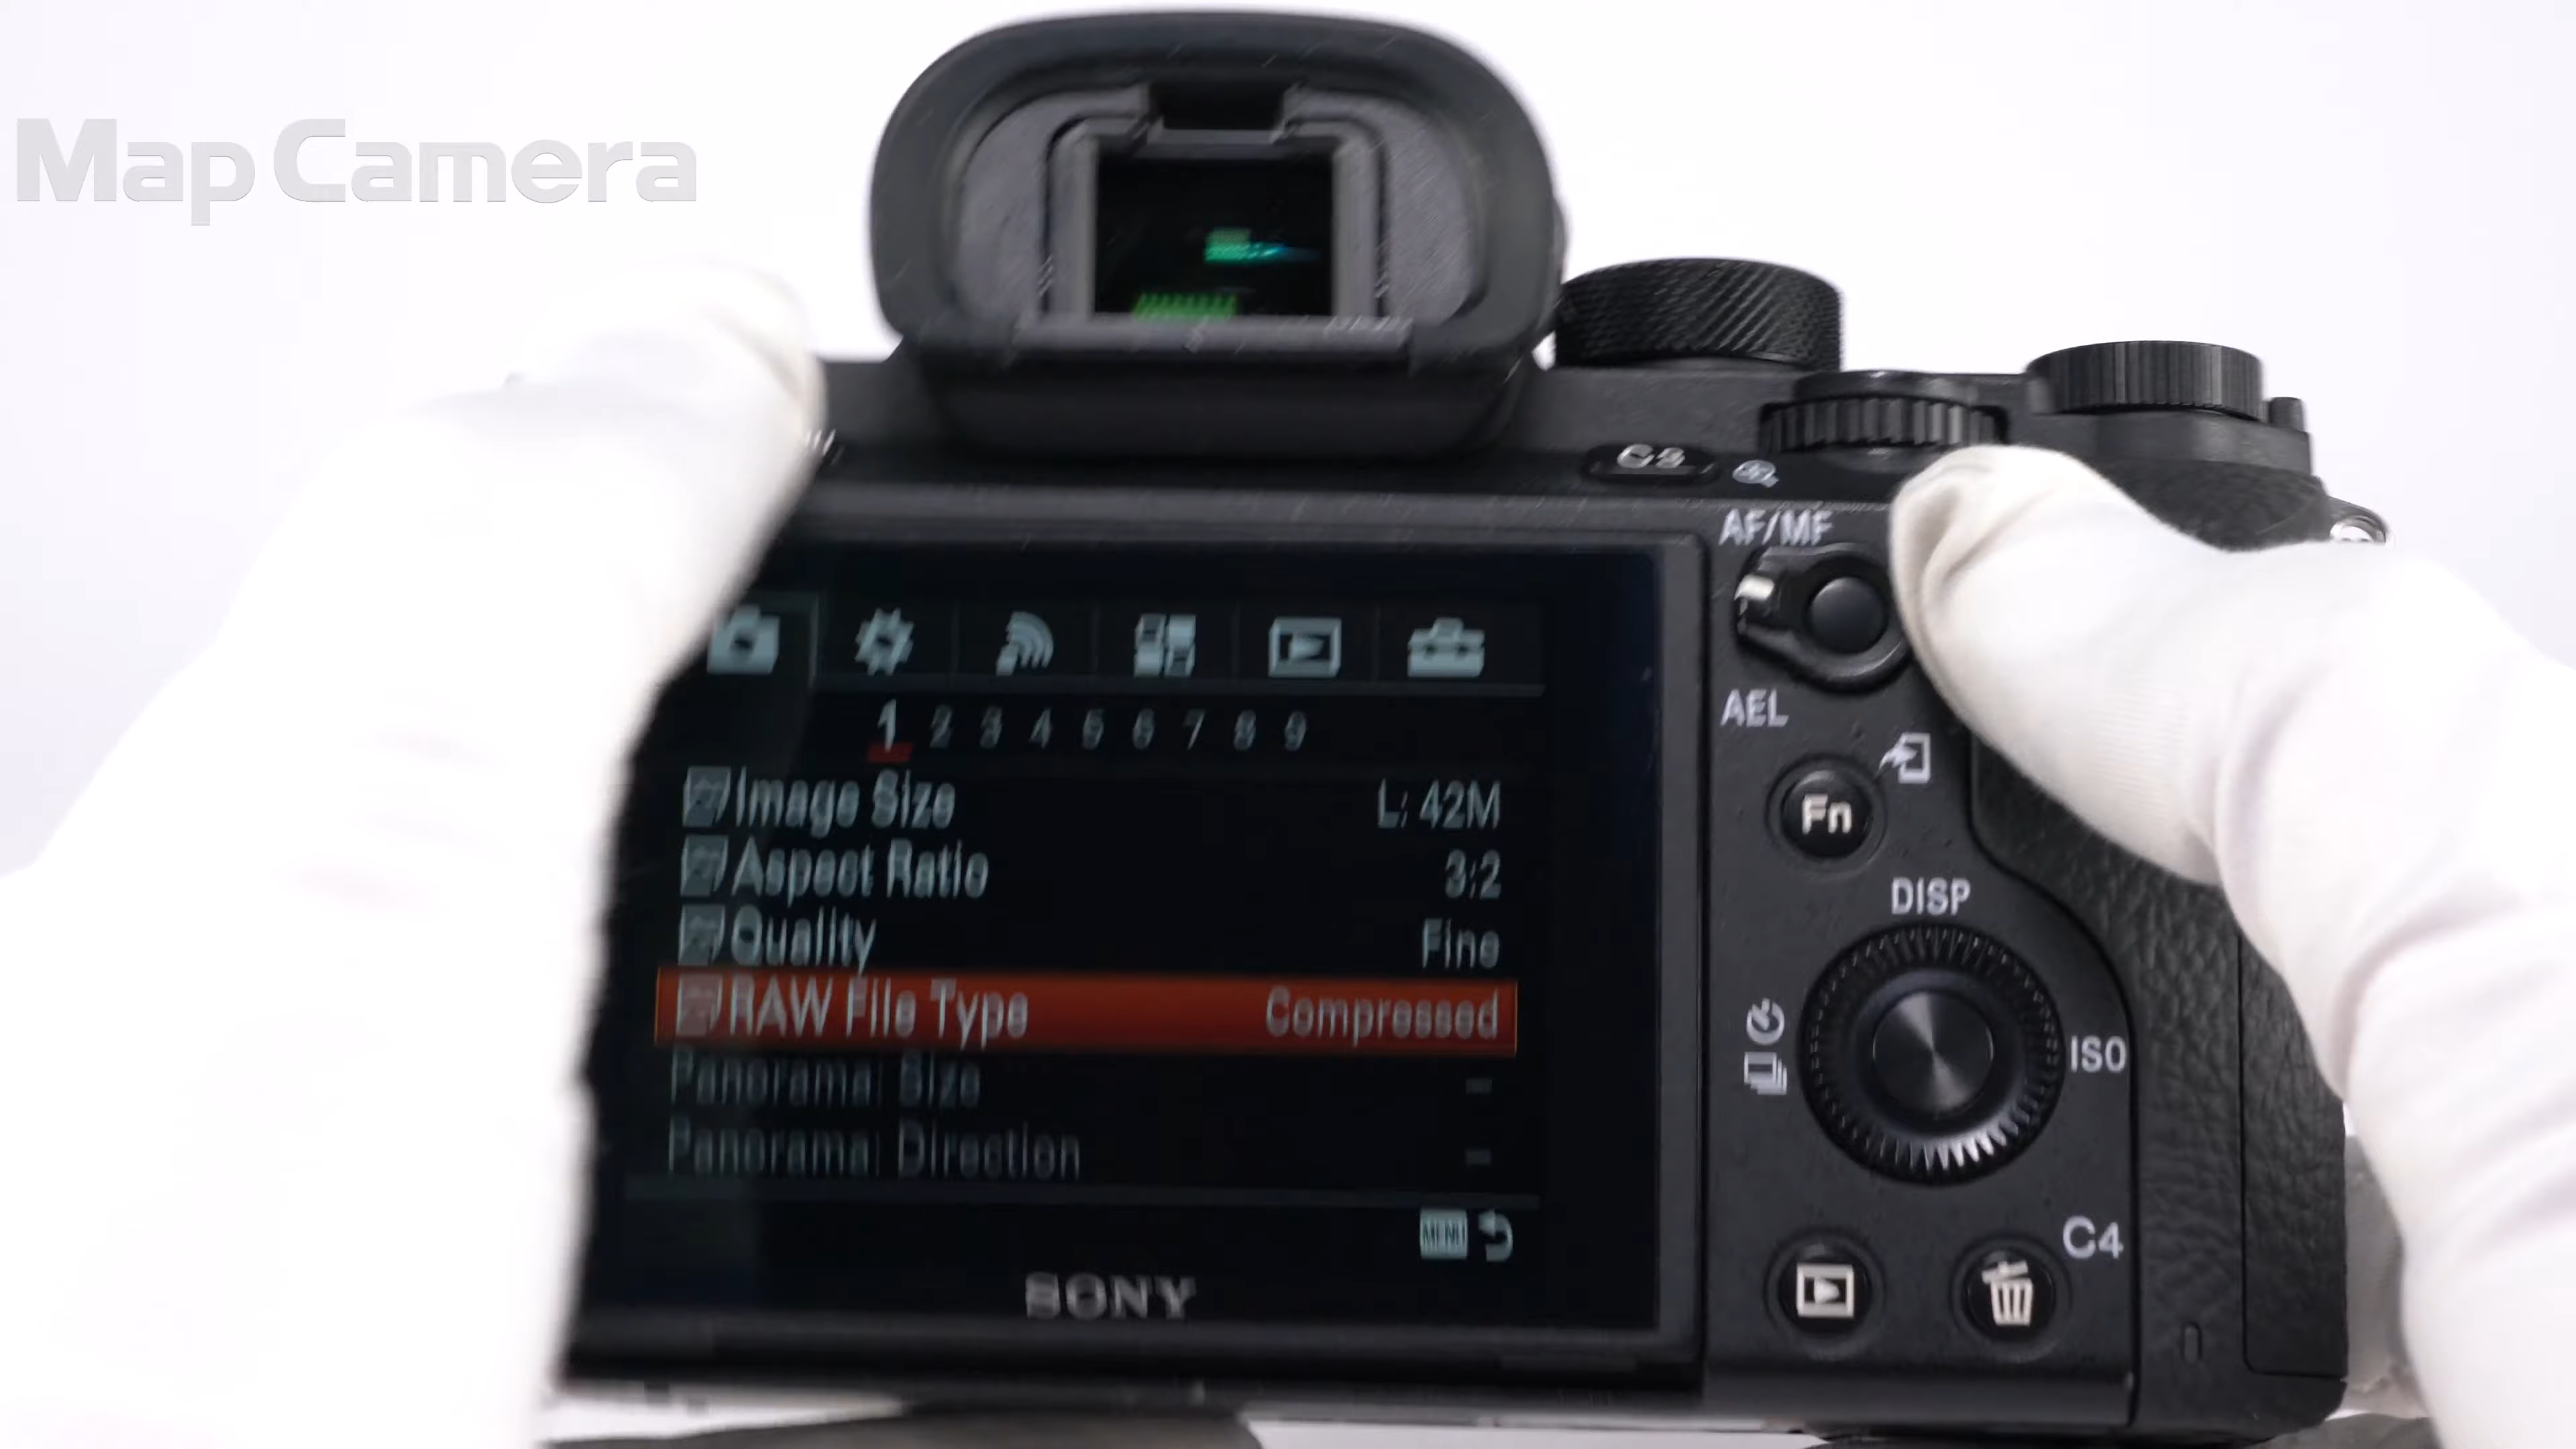 Map Camera
C3
AF/MF
AEL
1 2 3 4 5 6 7 8 9
Image Size L: 42M
Aspect Ratio 3:2
Quality Fine
RAW File Type Compressed
Panorama: Size –
Panorama: Direction –
MENU
SONY
Fn
DISP
ISO
C4